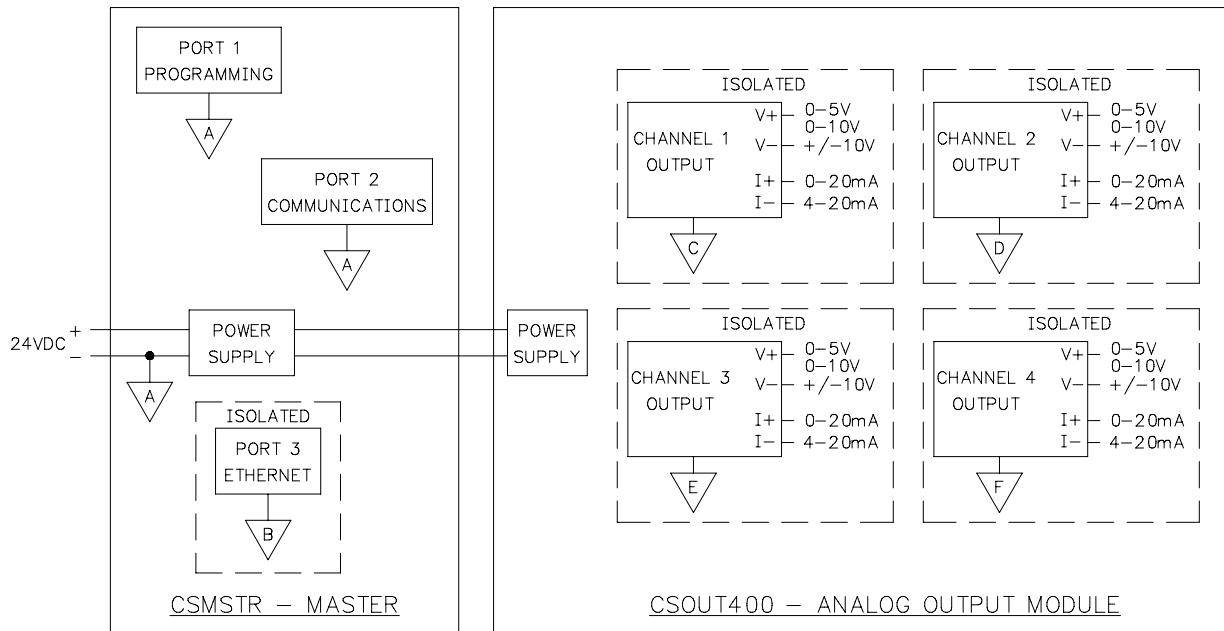 PORT 1
PROGRAMMING
A
PORT 2
COMMUNICATIONS
A
24VDC
+
–
POWER
SUPPLY
A
ISOLATED
PORT 3
ETHERNET
B
CSMSTR – MASTER
POWER
SUPPLY
ISOLATED
CHANNEL 1
OUTPUT
V+ 0–5V
0–10V
V– +/–10V
I+ 0–20mA
I– 4–20mA
C
ISOLATED
CHANNEL 2
OUTPUT
V+ 0–5V
0–10V
V– +/–10V
I+ 0–20mA
I– 4–20mA
D
ISOLATED
CHANNEL 3
OUTPUT
V+ 0–5V
0–10V
V– +/–10V
I+ 0–20mA
I– 4–20mA
E
ISOLATED
CHANNEL 4
OUTPUT
V+ 0–5V
0–10V
V– +/–10V
I+ 0–20mA
I– 4–20mA
F
CSOUT400 – ANALOG OUTPUT MODULE